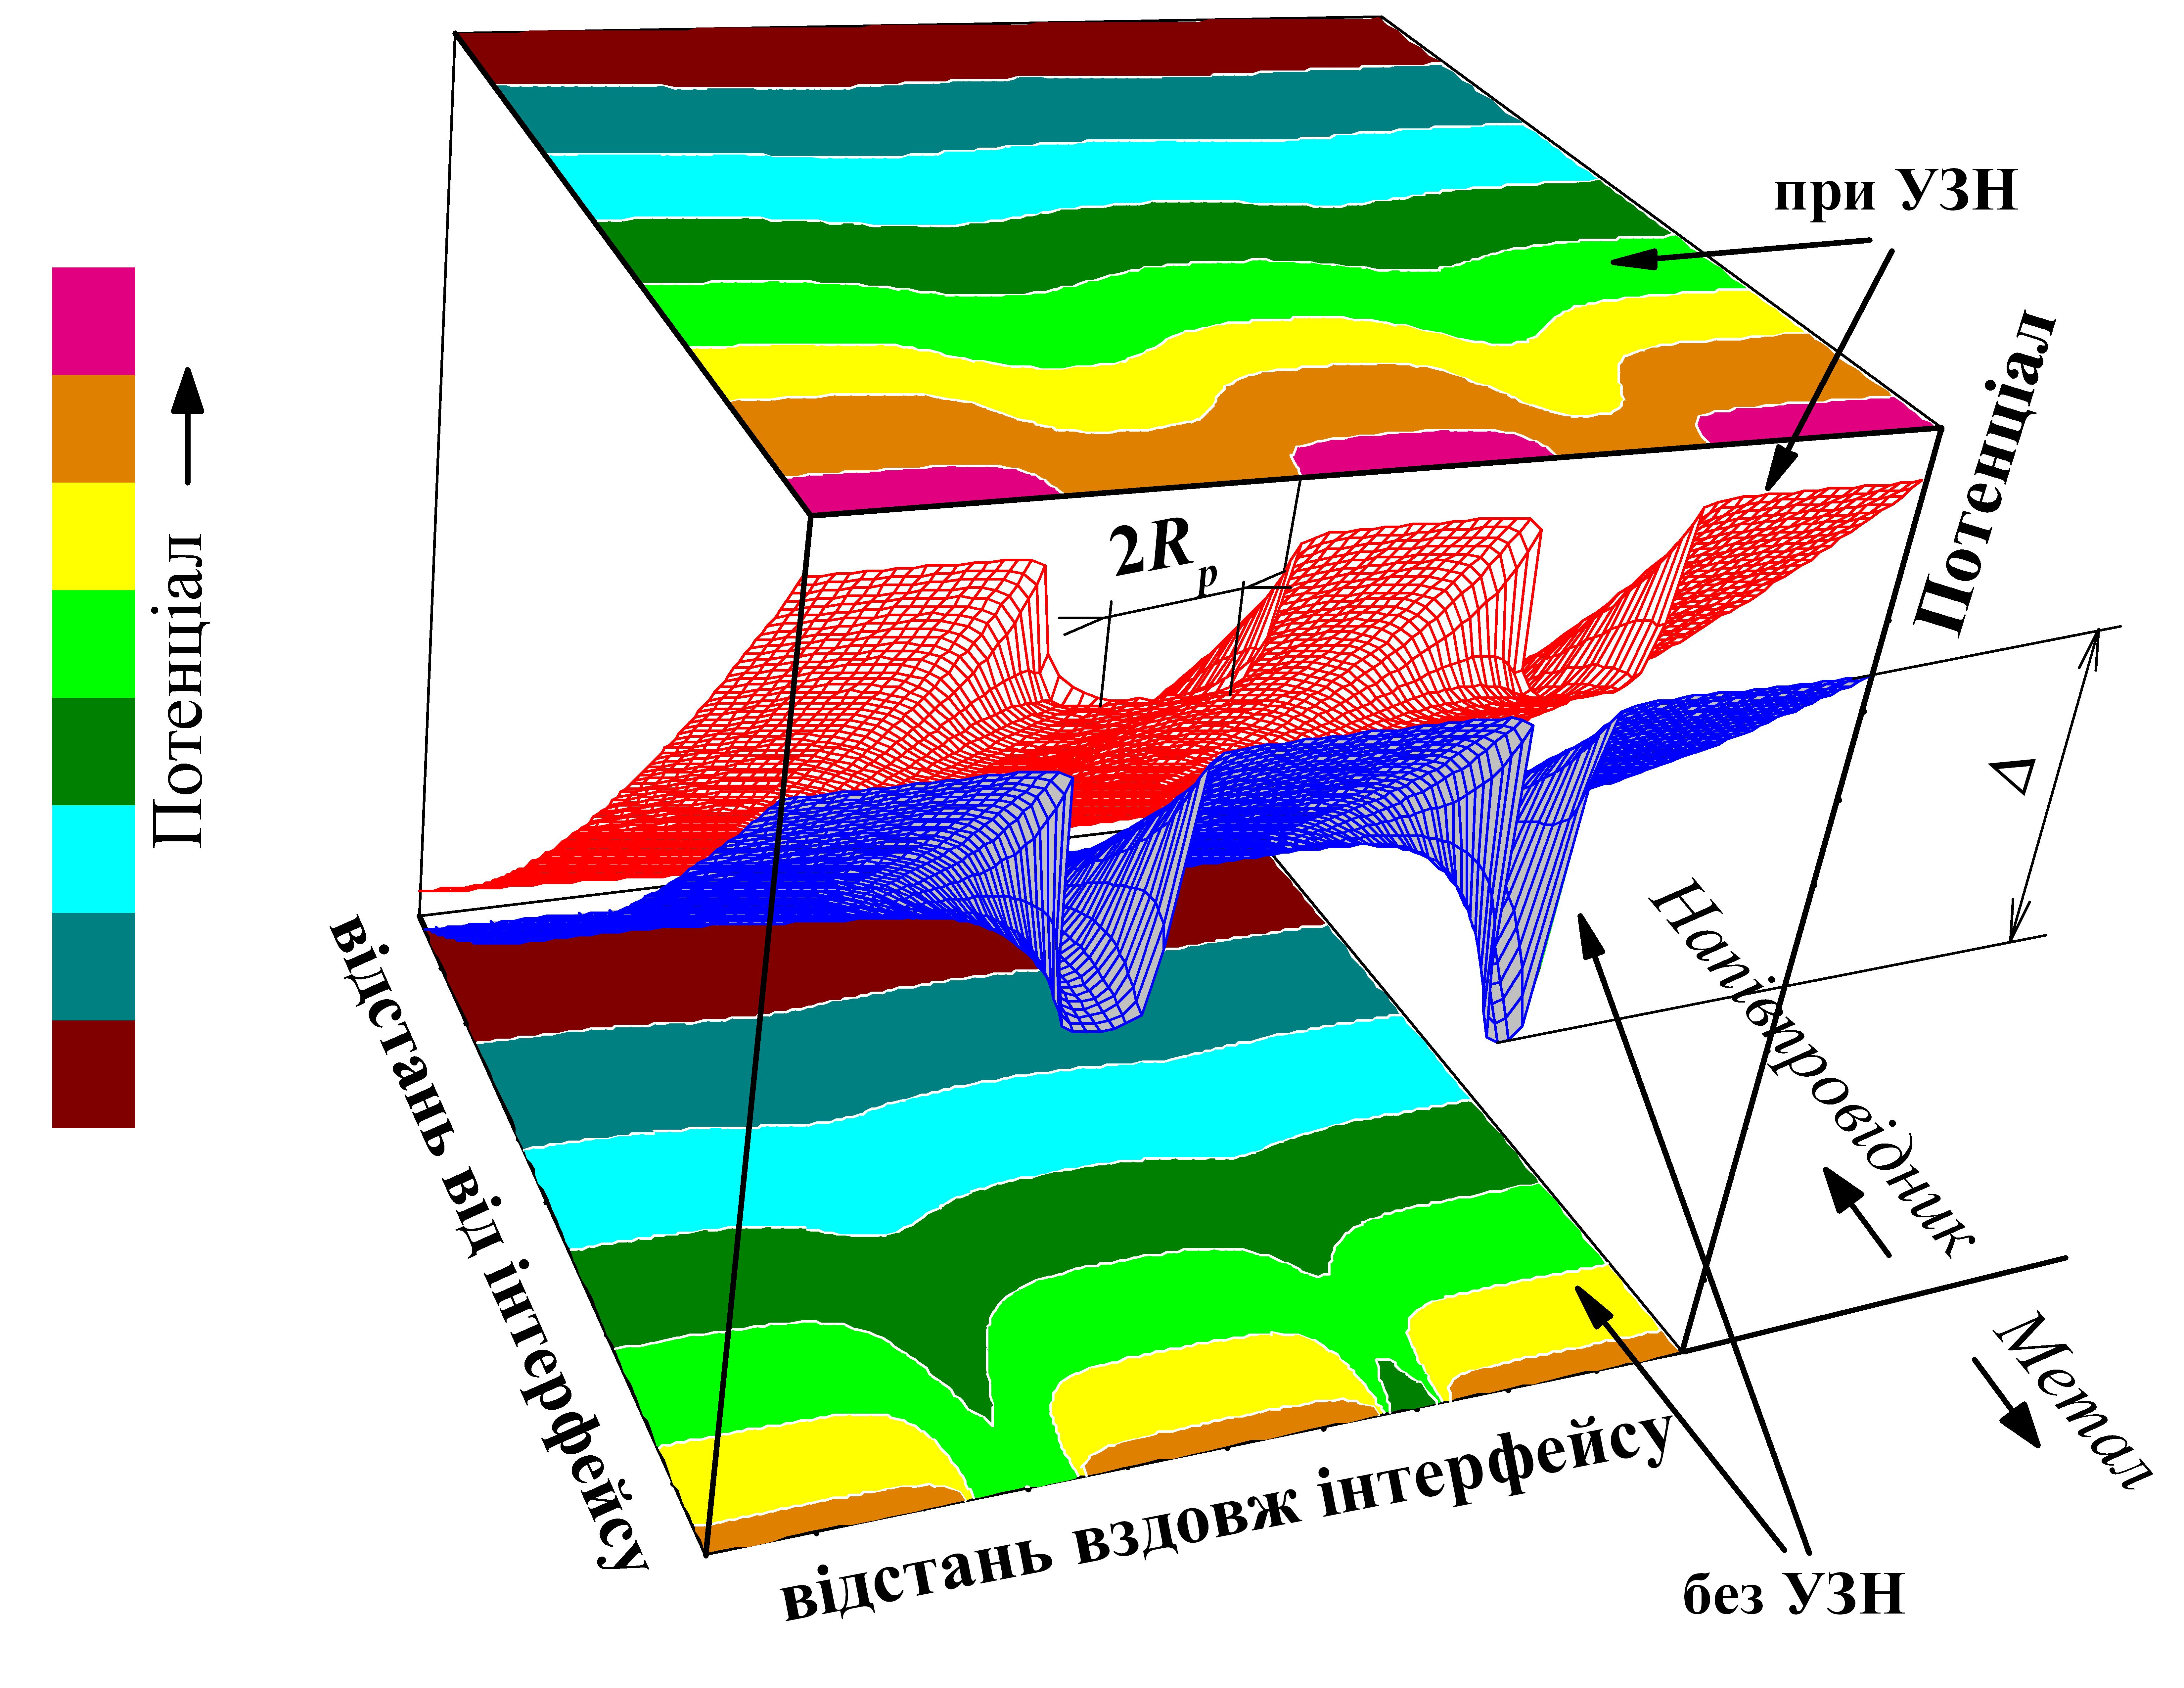 при УЗН
Потенціал
Потенціал
2Rp
Δ
Напівпровідник
Метал
відстань від інтерфейсу
відстань вздовж інтерфейсу
без УЗН